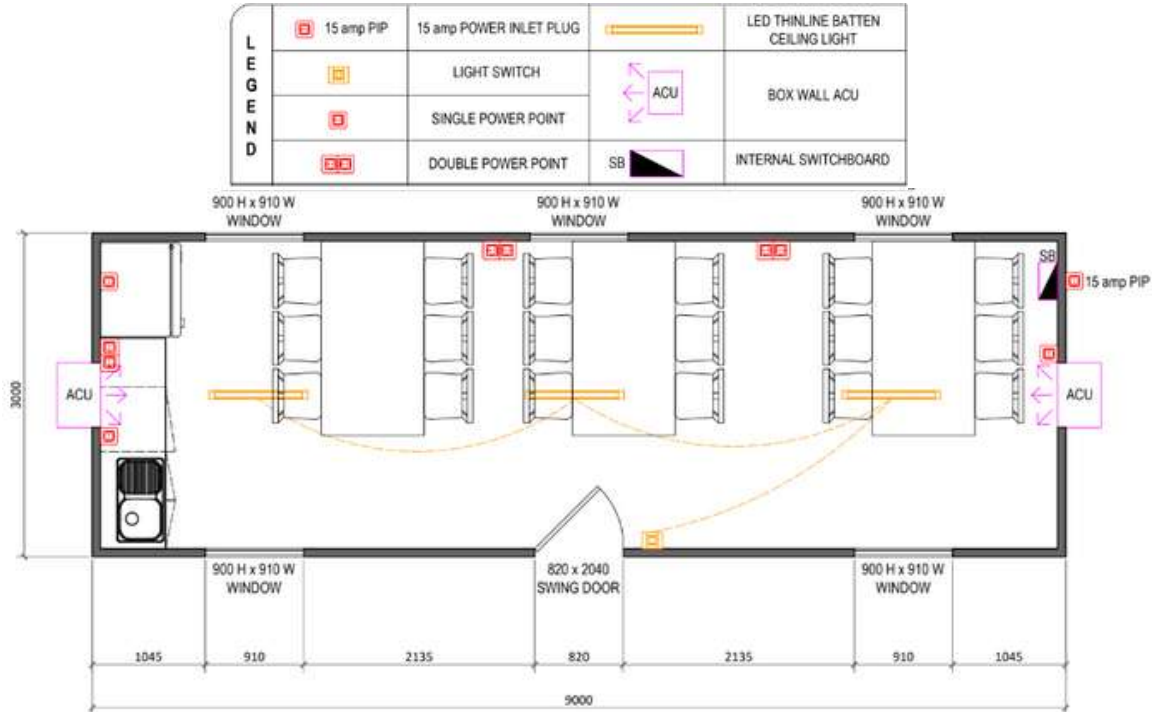 LEGEND
15 amp PIP
15 amp POWER INLET PLUG
LED THINLINE BATTEN
CEILING LIGHT
LIGHT SWITCH
ACU
BOX WALL ACU
SINGLE POWER POINT
DOUBLE POWER POINT
SB
INTERNAL SWITCHBOARD
900 H x 910 W
WINDOW
900 H x 910 W
WINDOW
900 H x 910 W
WINDOW
SB
15 amp PIP
3000
ACU
ACU
900 H x 910 W
WINDOW
820 x 2040
SWING DOOR
900 H x 910 W
WINDOW
1045
910
2135
820
2135
910
1045
9000